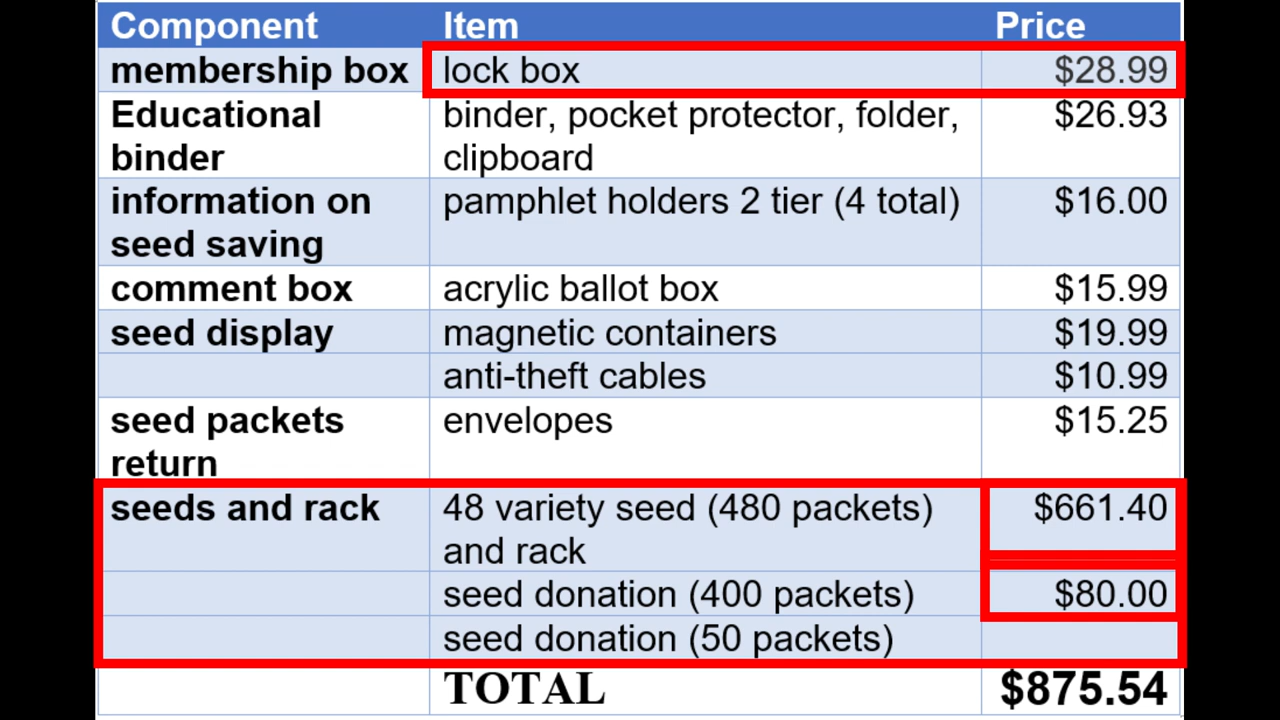 Component Item Price
membership box lock box $28.99
Educational binder, pocket protector, folder, $26.93
binder clipboard
information on pamphlet holders 2 tier (4 total) $16.00
seed saving
comment box acrylic ballot box $15.99
seed display magnetic containers $19.99
anti-theft cables $10.99
seed packets envelopes $15.25
return
seeds and rack 48 variety seed (480 packets) $661.40
and rack
seed donation (400 packets) $80.00
seed donation (50 packets)
TOTAL $875.54